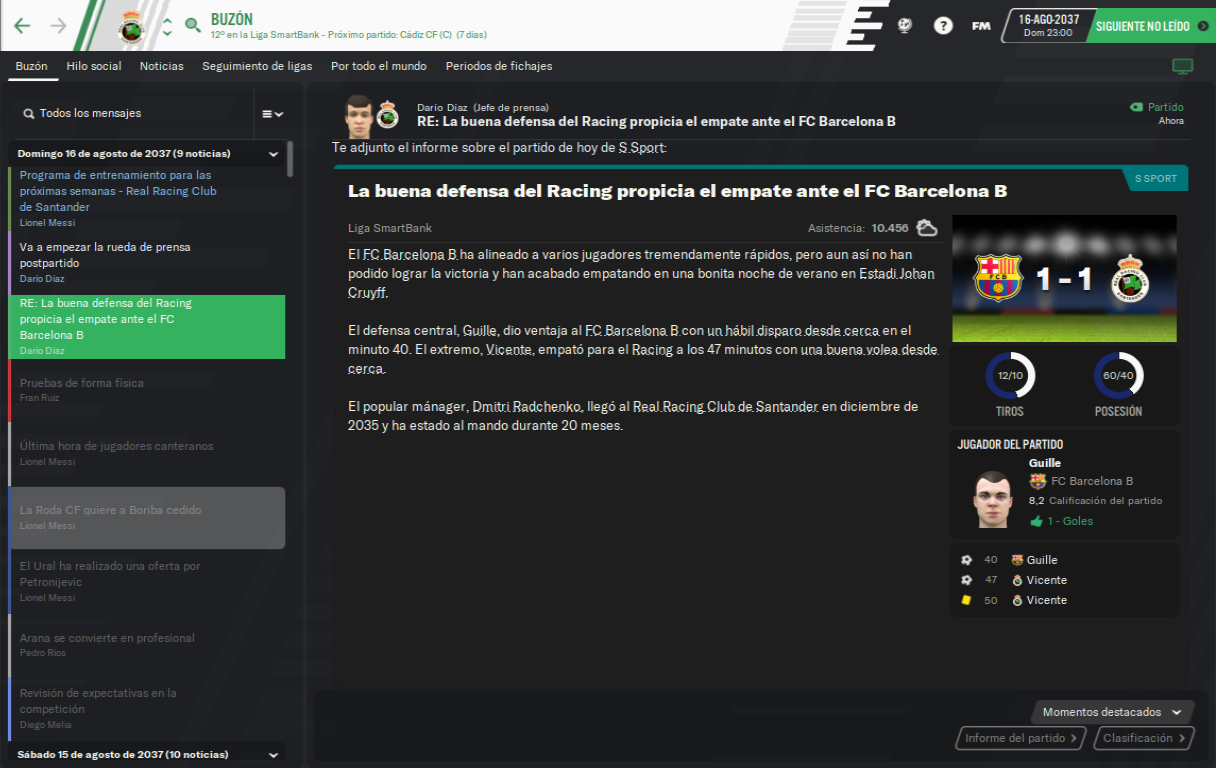 BUZÓN
12º en la Liga SmartBank - Próximo partido: Cádiz CF (C) (7 días)
?
FM
16-AGO-2037
Dom 23:00
SIGUIENTE NO LEÍDO
Buzón
Hilo social
Noticias
Seguimiento de ligas
Por todo el mundo
Periodos de fichajes
Todos los mensajes
Domingo 16 de agosto de 2037 (9 noticias)
Programa de entrenamiento para las
próximas semanas - Real Racing Club
de Santander
Lionel Messi
Va a empezar la rueda de prensa
postpartido
Darío Díaz
RE: La buena defensa del Racing
propicia el empate ante el FC
Barcelona B
Darío Díaz
Pruebas de forma física
Fran Ruiz
Última hora de jugadores canteranos
Lionel Messi
La Roda CF quiere a Boriba cedido
Lionel Messi
El Ural ha realizado una oferta por
Petronijevic
Lionel Messi
Arana se convierte en profesional
Pedro Ríos
Revisión de expectativas en la
competición
Diego Melia
Sábado 15 de agosto de 2037 (10 noticias)
Darío Díaz (Jefe de prensa)
RE: La buena defensa del Racing propicia el empate ante el FC Barcelona B
Partido
Ahora
Te adjunto el informe sobre el partido de hoy de S.Sport:
S SPORT
La buena defensa del Racing propicia el empate ante el FC Barcelona B
Liga SmartBank
Asistencia: 10.456
El FC Barcelona B ha alineado a varios jugadores tremendamente rápidos, pero aun así no han
podido lograr la victoria y han acabado empatando en una bonita noche de verano en Estadi Johan
Cruyff.
El defensa central, Guille, dio ventaja al FC Barcelona B con un hábil disparo desde cerca en el
minuto 40. El extremo, Vicente, empató para el Racing a los 47 minutos con una buena volea desde
cerca.
El popular mánager, Dmitri Radchenko, llegó al Real Racing Club de Santander en diciembre de
2035 y ha estado al mando durante 20 meses.
FCB
1 - 1
12/10
60/40
TIROS
POSESIÓN
JUGADOR DEL PARTIDO
Guille
FC Barcelona B
8,2 Calificación del partido
1 - Goles
40 Guille
47 Vicente
50 Vicente
Momentos destacados
Informe del partido
Clasificación